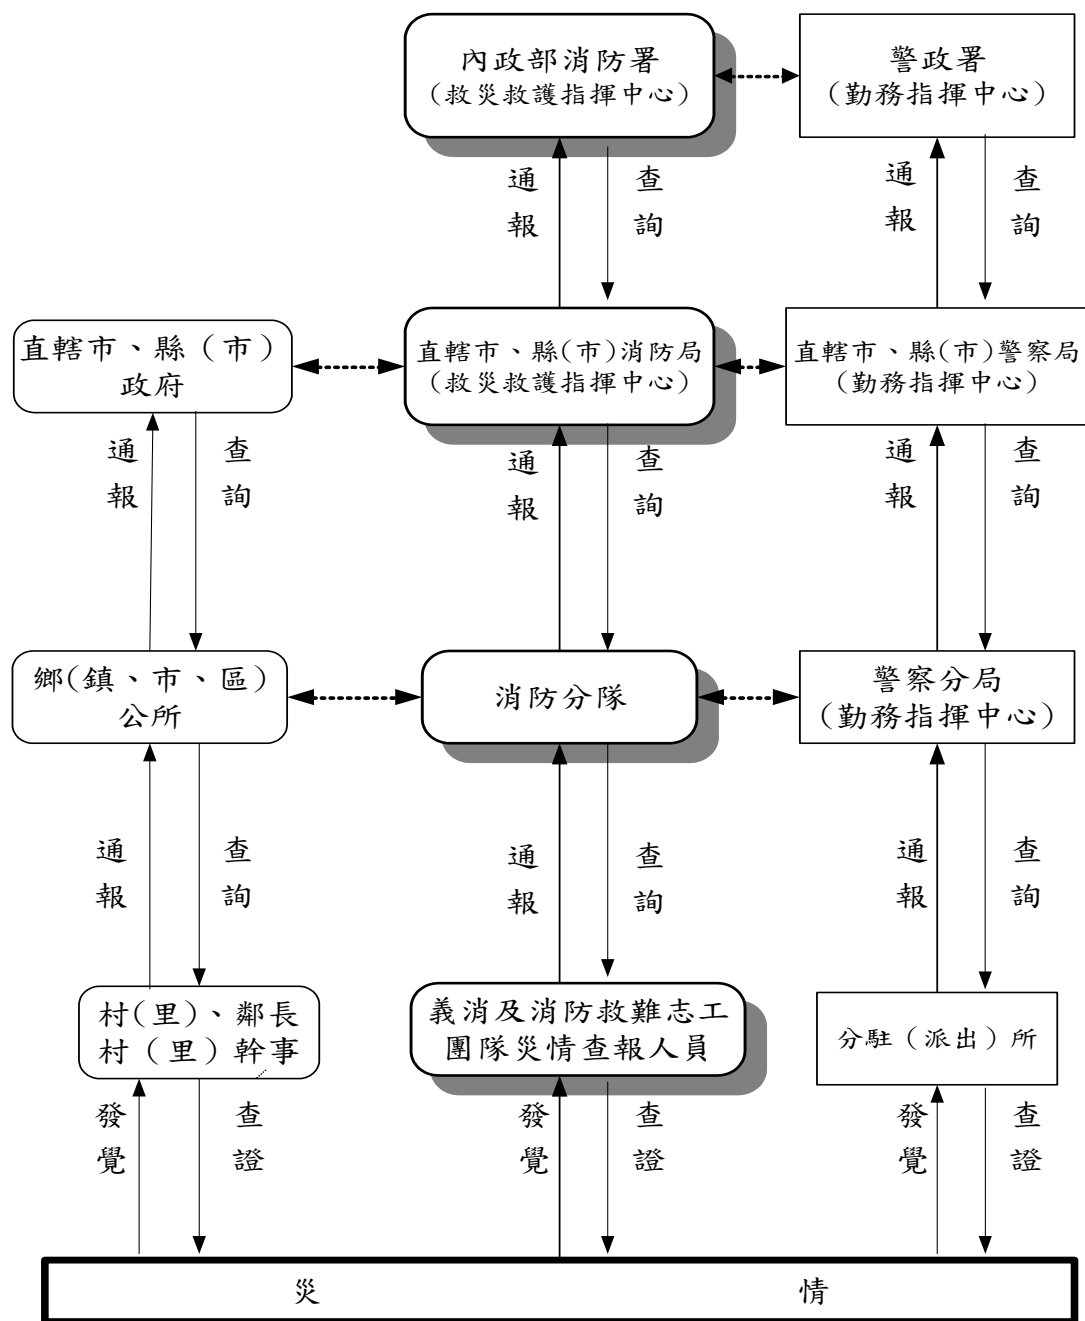 內政部消防署
(救災救護指揮中心)
警政署
(勤務指揮中心)
通報
查詢
通報
查詢
直轄市、縣（市）
政府
直轄市、縣(市)消防局
(救災救護指揮中心)
直轄市、縣(市)警察局
(勤務指揮中心)
通報
查詢
通報
查詢
通報
查詢
鄉(鎮、市、區)
公所
消防分隊
警察分局
(勤務指揮中心)
通報
查詢
通報
查詢
通報
查詢
村(里)、鄰長
村（里）幹事
義消及消防救難志工
團隊災情查報人員
分駐（派出）所
發覺
查證
發覺
查證
發覺
查證
災 情